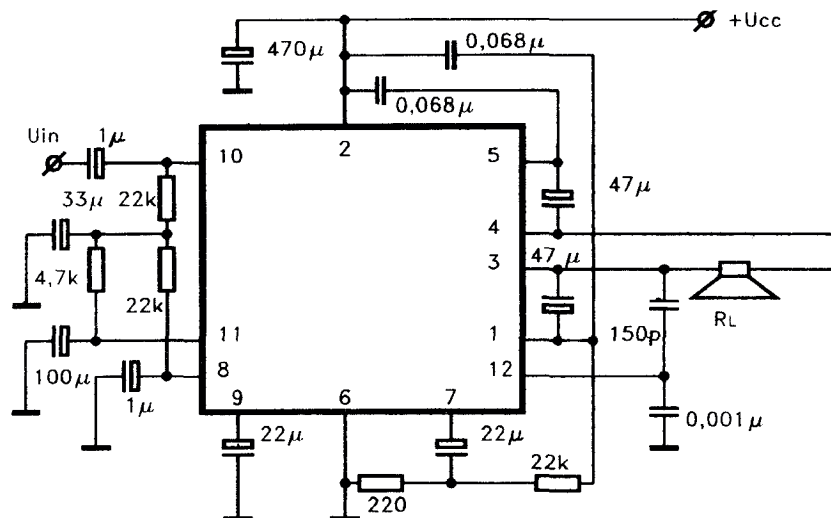 +Ucc
470µ
0,068µ
0,068µ
Uin
1µ
10
2
5
33µ
22k
47µ
4
3
47 µ
4,7k
22k
RL
11
1
150p
100µ
8
12
1µ
9
6
7
0,001µ
22µ
22µ
22k
220